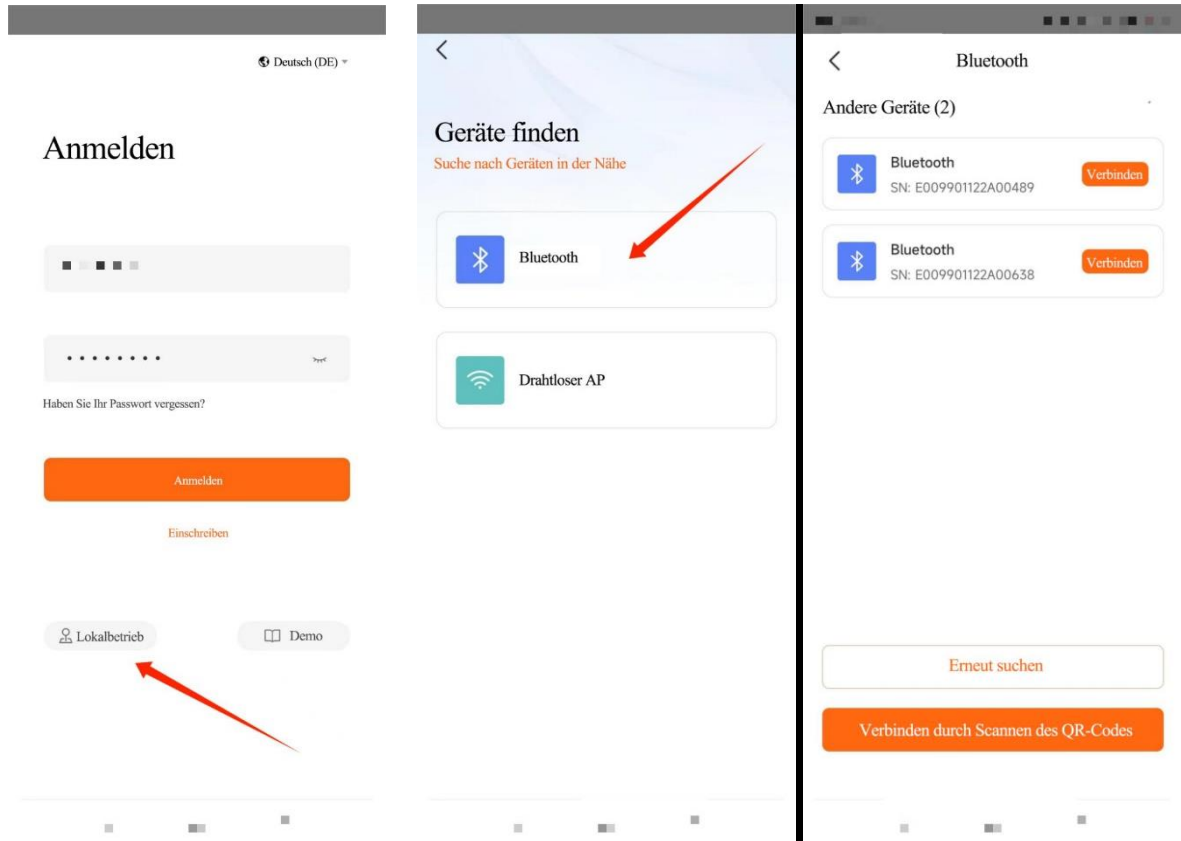 Deutsch (DE)
Anmelden
Haben Sie Ihr Passwort vergessen?
Anmelden
Einschreiben
Lokalbetrieb
Demo
Geräte finden
Suche nach Geräten in der Nähe
Bluetooth
Drahtloser AP
Bluetooth
Andere Geräte (2)
Bluetooth
SN: E009901122A00489
Verbinden
Bluetooth
SN: E009901122A00638
Verbinden
Erneut suchen
Verbinden durch Scannen des QR-Codes